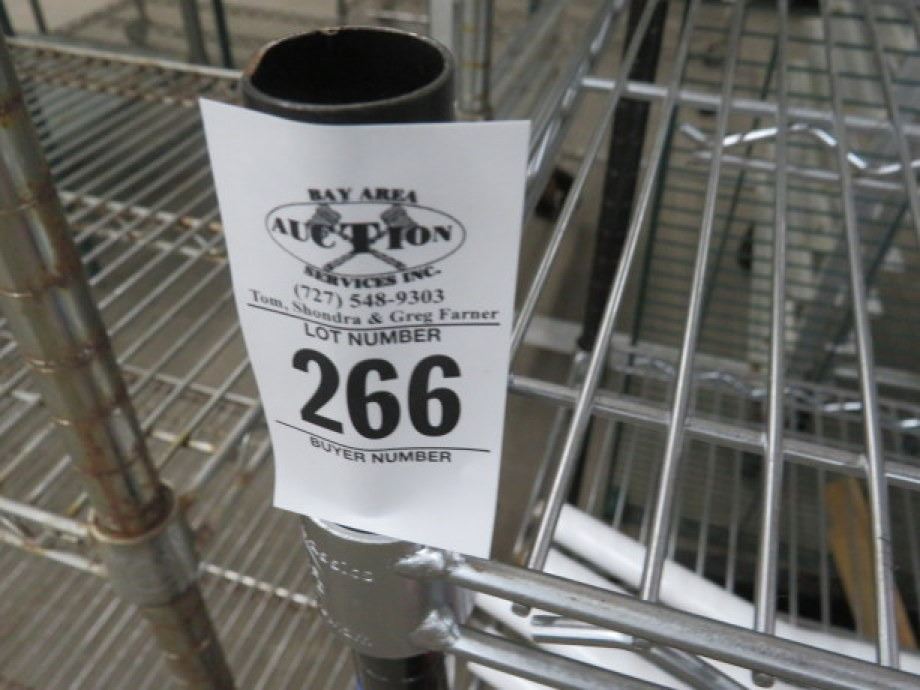 BAY AREA
AUCTION
SERVICES INC.
(727) 548-9303
Tom, Shondra & Greg Farner
LOT NUMBER
266
BUYER NUMBER